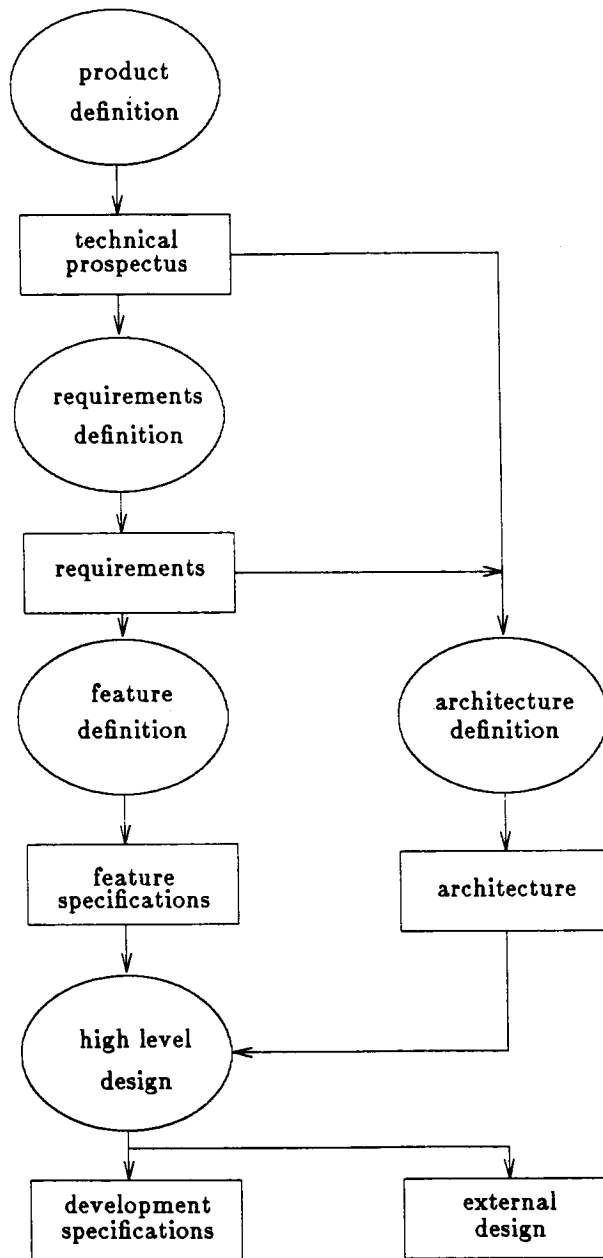 product
definition
technical
prospectus
requirements
definition
requirements
feature
definition
architecture
definition
feature
specifications
architecture
high level
design
development
specifications
external
design